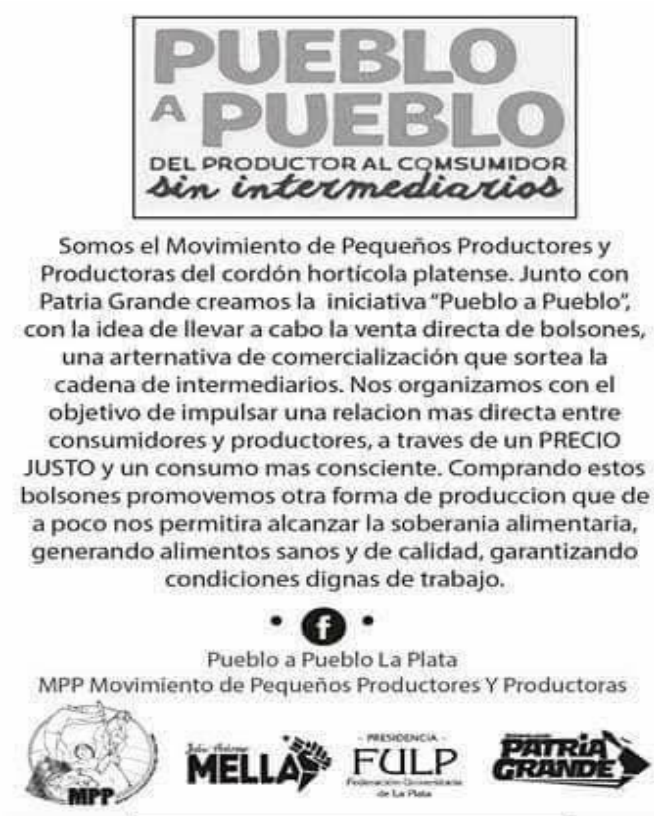 PUEBLO
A PUEBLO
DEL PRODUCTOR AL COMSUMIDOR
sin intermediarios
Somos el Movimiento de Pequeños Productores y
Productoras del cordón hortícola platense. Junto con
Patria Grande creamos la iniciativa "Pueblo a Pueblo",
con la idea de llevar a cabo la venta directa de bolsones,
una arternativa de comercialización que sortea la
cadena de intermediarios. Nos organizamos con el
objetivo de impulsar una relacion mas directa entre
consumidores y productores, a traves de un PRECIO
JUSTO y un consumo mas consciente. Comprando estos
bolsones promovemos otra forma de produccion que de
a poco nos permitira alcanzar la soberania alimentaria,
generando alimentos sanos y de calidad, garantizando
condiciones dignas de trabajo.
• f •
Pueblo a Pueblo La Plata
MPP Movimiento de Pequeños Productores Y Productoras
MPP
Julio Antonio
MELLA
- PRESIDENCIA -
FULP
Federación Universitaria
de La Plata
PATRIA
GRANDE